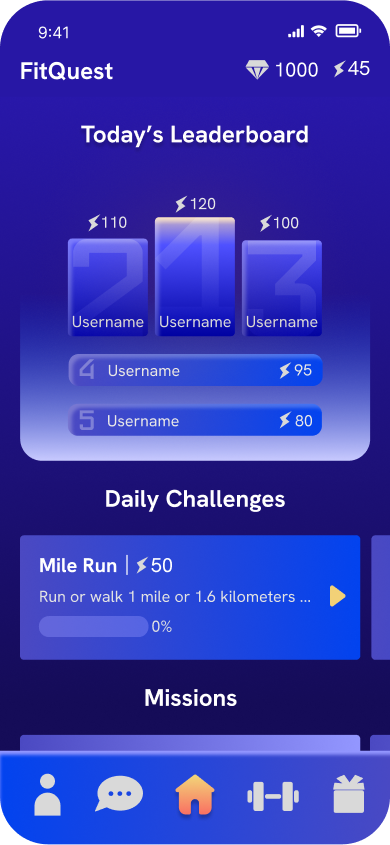 9:41
FitQuest 1000 45
Today's Leaderboard
120
110 100
2 1 3
Username Username Username
4 Username 95
5 Username 80
Daily Challenges
Mile Run | 50
Run or walk 1 mile or 1.6 kilometers ...
0%
Missions